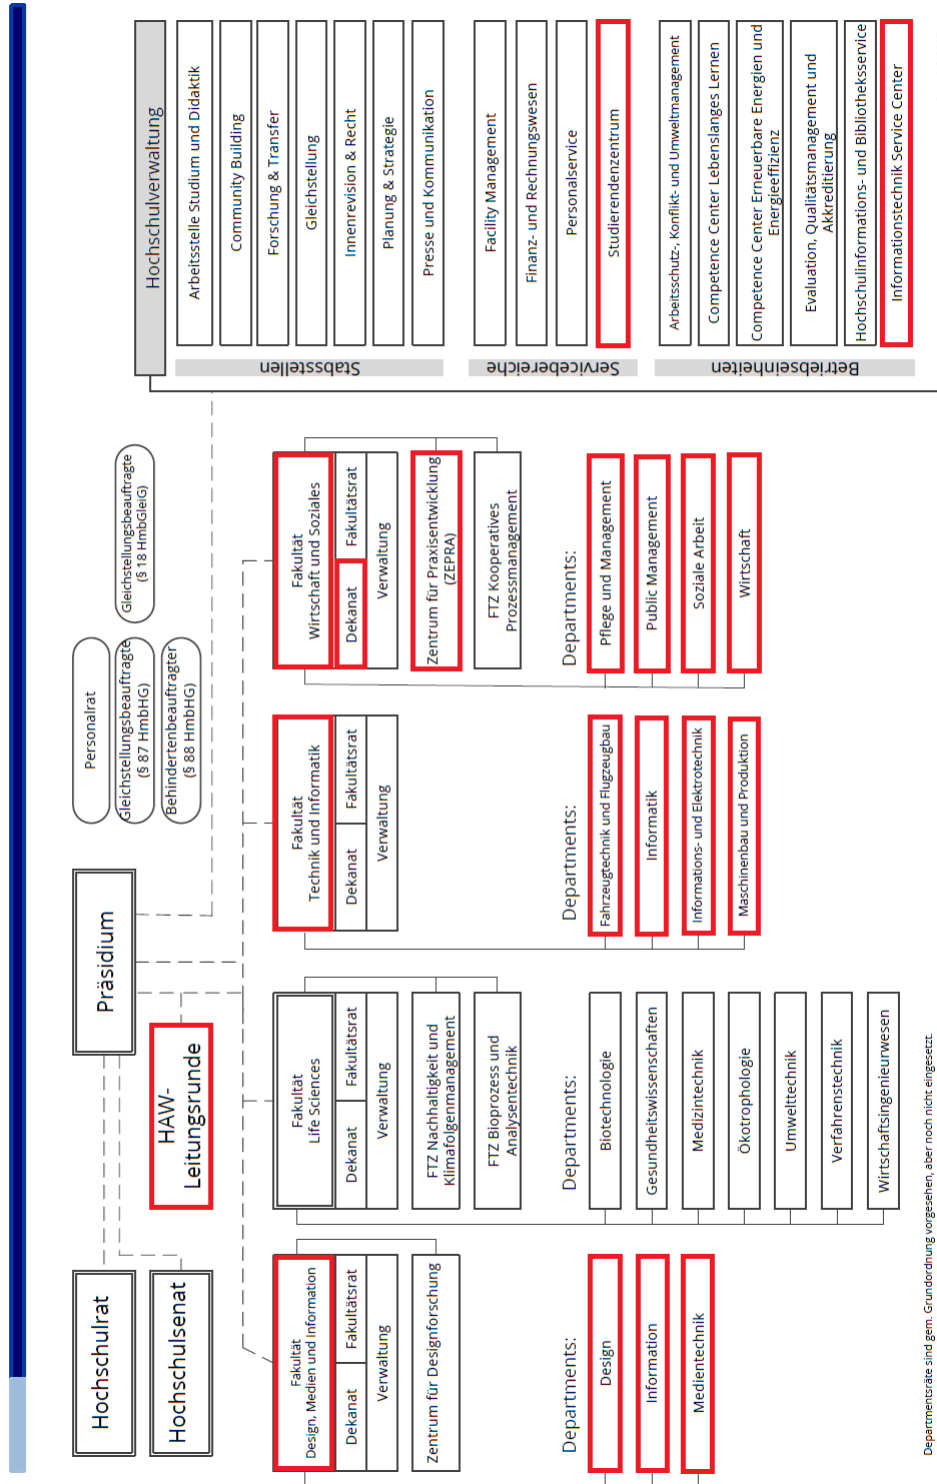 Hochschulrat
Hochschulsenat
Präsidium
HAW-
Leitungsrunde
Personalrat
Gleichstellungsbeauftragte
(§ 87 HmbHG)
Behindertenbeauftragter
(§ 88 HmbHG)
Gleichstellungsbeauftragte
(§ 18 HmbGleiG)
Fakultät
Design, Medien und Information
Dekanat
Fakultätsrat
Verwaltung
Zentrum für Designforschung
Departments:
Design
Information
Medientechnik
Fakultät
Life Sciences
Dekanat
Fakultätsrat
Verwaltung
FTZ Nachhaltigkeit und
Klimafolgenmanagement
FTZ Bioprozess und
Analysentechnik
Departments:
Biotechnologie
Gesundheitswissenschaften
Medizintechnik
Ökotrophologie
Umwelttechnik
Verfahrenstechnik
Wirtschaftsingenieurwesen
Fakultät
Technik und Informatik
Dekanat
Fakultätsrat
Verwaltung
Departments:
Fahrzeugtechnik und Flugzeugbau
Informatik
Informations- und Elektrotechnik
Maschinenbau und Produktion
Fakultät
Wirtschaft und Soziales
Dekanat
Fakultätsrat
Verwaltung
Zentrum für Praxisentwicklung
(ZEPRA)
FTZ Kooperatives
Prozessmanagement
Departments:
Pflege und Management
Public Management
Soziale Arbeit
Wirtschaft
Hochschulverwaltung
Stabsstellen
Arbeitsstelle Studium und Didaktik
Community Building
Forschung & Transfer
Gleichstellung
Innenrevision & Recht
Planung & Strategie
Presse und Kommunikation
Servicebereiche
Facility Management
Finanz- und Rechnungswesen
Personalservice
Studierendenzentrum
Betriebseinheiten
Arbeitsschutz-, Konflikt- und Umweltmanagement
Competence Center Lebenslanges Lernen
Competence Center Erneuerbare Energien und
Energieeffizienz
Evaluation, Qualitätsmanagement und
Akkreditierung
Hochschulinformations- und Bibliotheksservice
Informationstechnik Service Center
Departmentsräte sind gem. Grundordnung vorgesehen, aber noch nicht eingesetzt.